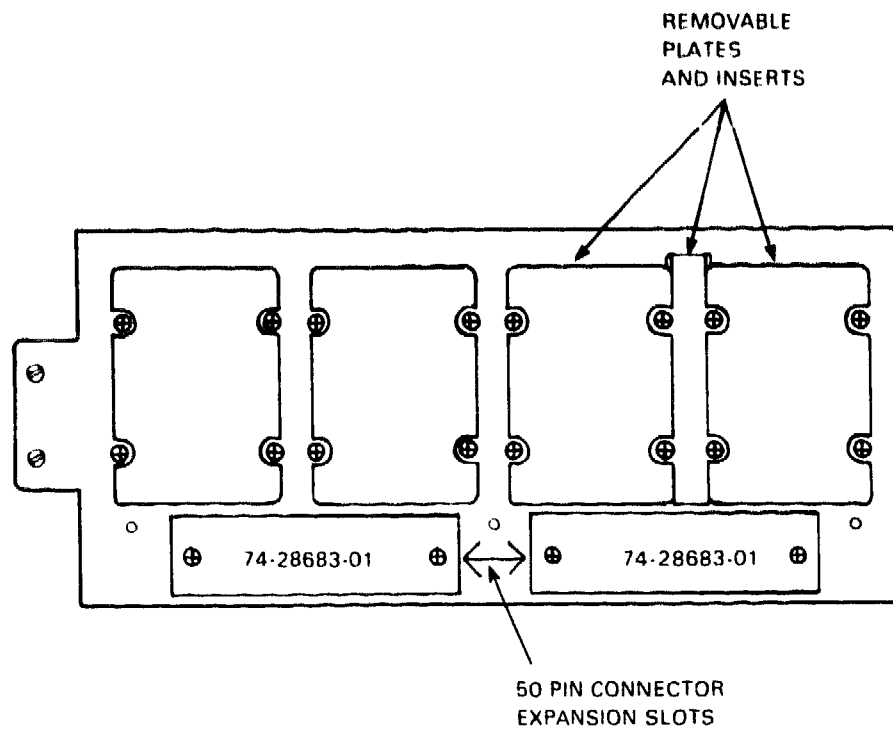 REMOVABLE
PLATES
AND INSERTS
74-28683-01
74-28683-01
50 PIN CONNECTOR
EXPANSION SLOTS